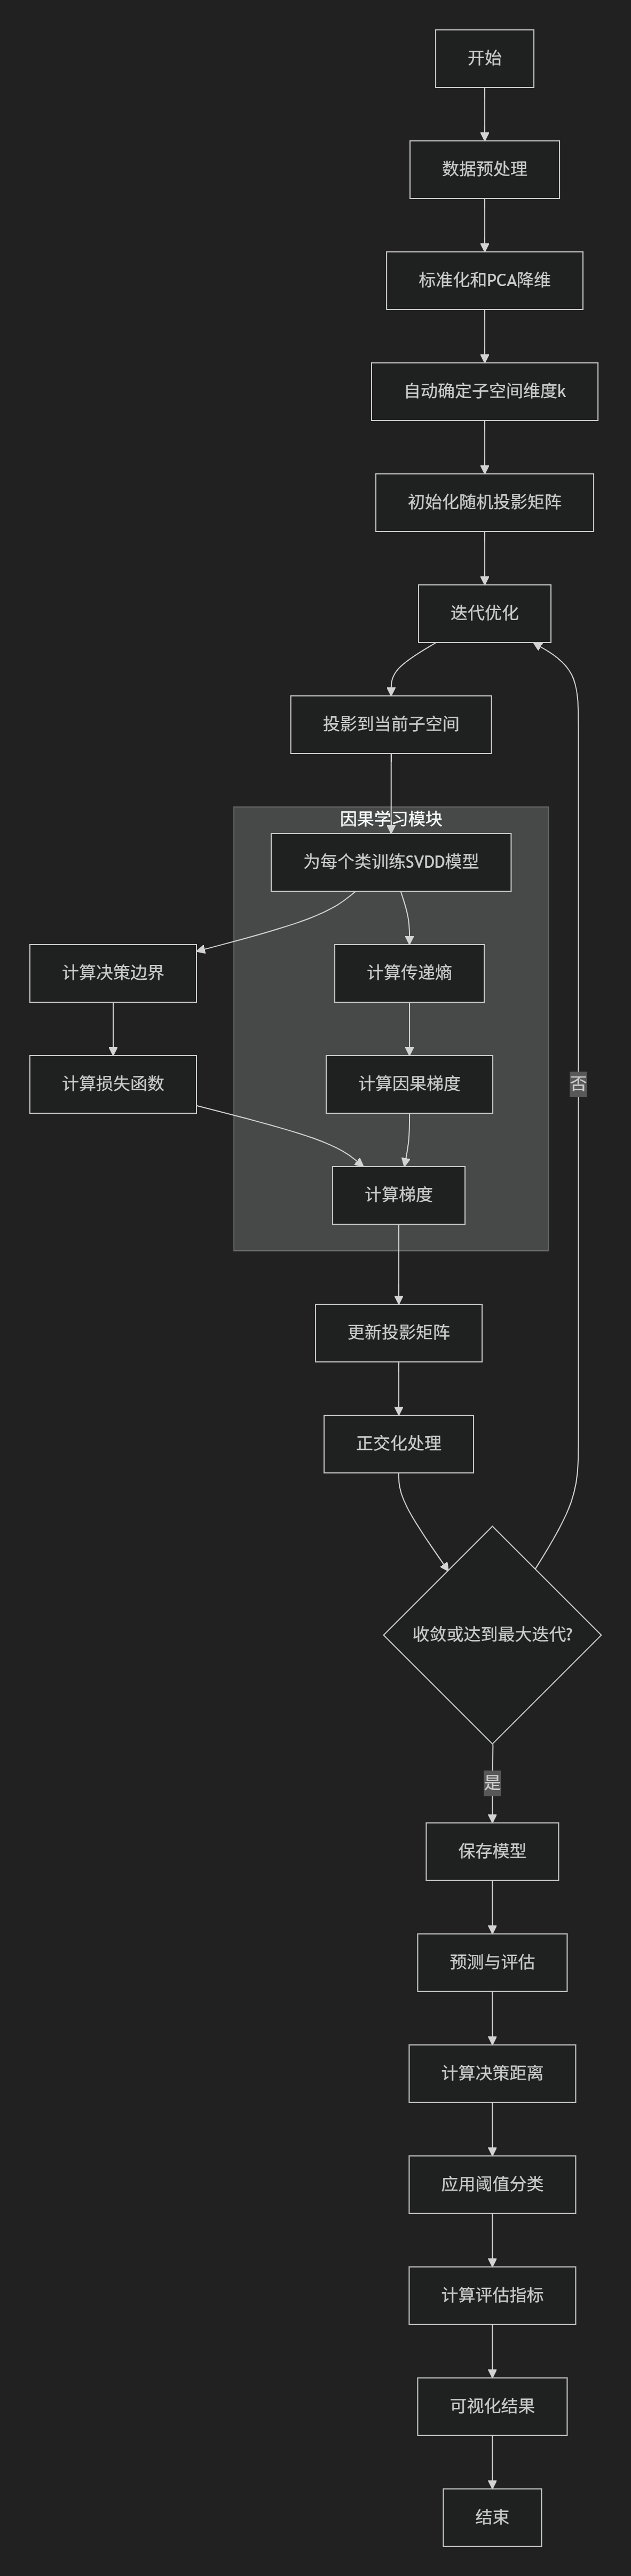 开始
数据预处理
标准化和PCA降维
自动确定子空间维度k
初始化随机投影矩阵
迭代优化
投影到当前子空间
因果学习模块
为每个类训练SVDD模型
计算决策边界
计算传递熵
计算损失函数
计算因果梯度
否
计算梯度
更新投影矩阵
正交化处理
收敛或达到最大迭代?
是
保存模型
预测与评估
计算决策距离
应用阈值分类
计算评估指标
可视化结果
结束